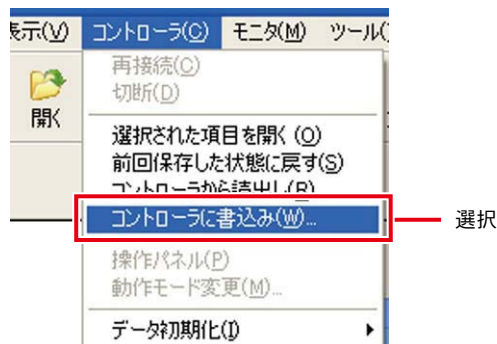 表示(V) コントローラ(C) モニタ(M) ツール(
開く
再接続(C)
切断(D)
選択された項目を開く(O)
前回保存した状態に戻す(S)
コントローラから読出し(R)
コントローラに書込み(W)...
選択
操作パネル(P)
動作モード変更(M)...
データ初期化(I)